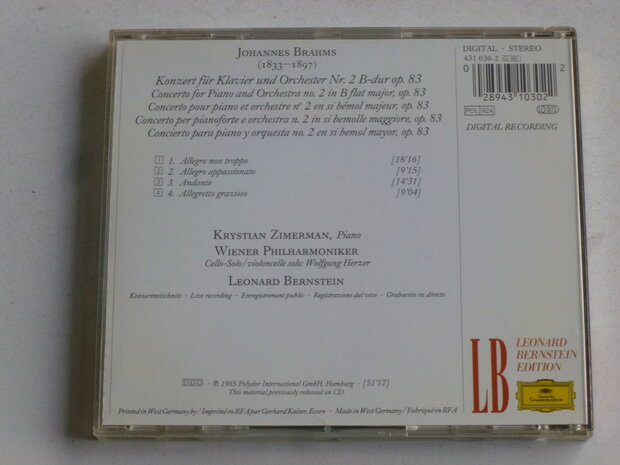 JOHANNES BRAHMS
(1833—1897)
Konzert für Klavier und Orchester Nr. 2 B-dur op. 83
Concerto for Piano and Orchestra no. 2 in B flat major, op. 83
Concerto pour piano et orchestre n° 2 en si bémol majeur, op. 83
Concerto per pianoforte e orchestra n. 2 in si bemolle maggiore, op. 83
Concierto para piano y orquesta no. 2 en si bemol mayor, op. 83
1 1. Allegro non troppo [18'16]
2 2. Allegro appassionato [9'15]
3 3. Andante [14'31]
4 4. Allegretto grazioso [9'04]
KRYSTIAN ZIMERMAN, Piano
WIENER PHILHARMONIKER
Cello-Solo/violoncelle solo: Wolfgang Herzer
LEONARD BERNSTEIN
Konzertmitschnitt · Live recording · Enregistrement public · Registrazione dal vivo · Grabación en directo
DDD · ℗ 1985 Polydor International GmbH, Hamburg · [51'17]
This material previously released on CD
Printed in West Germany by / Imprimé en RFA par Gerhard Kaiser, Essen · Made in West Germany / Fabriqué en RFA
DIGITAL · STEREO
431 030-2
0 28943 10302 2
POL 924
DIGITAL RECORDING
LB
LEONARD
BERNSTEIN
EDITION
Deutsche
Grammophon